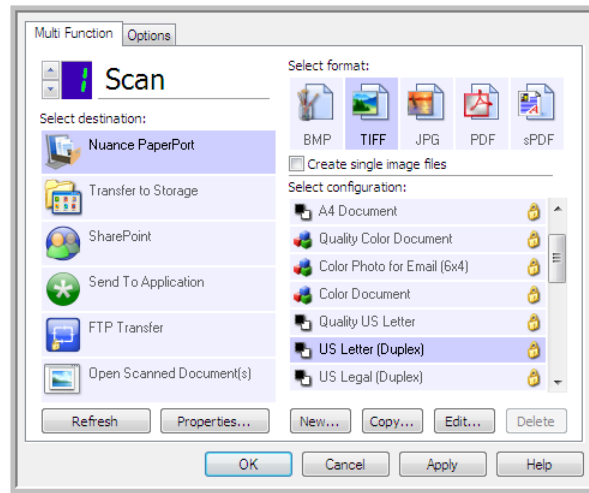 Multi Function
Options
1
Scan
Select destination:
Nuance PaperPort
Transfer to Storage
SharePoint
Send To Application
FTP Transfer
Open Scanned Document(s)
Refresh
Properties...
Select format:
BMP
TIFF
JPG
PDF
sPDF
Create single image files
Select configuration:
A4 Document
Quality Color Document
Color Photo for Email (6x4)
Color Document
Quality US Letter
US Letter (Duplex)
US Legal (Duplex)
New...
Copy...
Edit...
Delete
OK
Cancel
Apply
Help